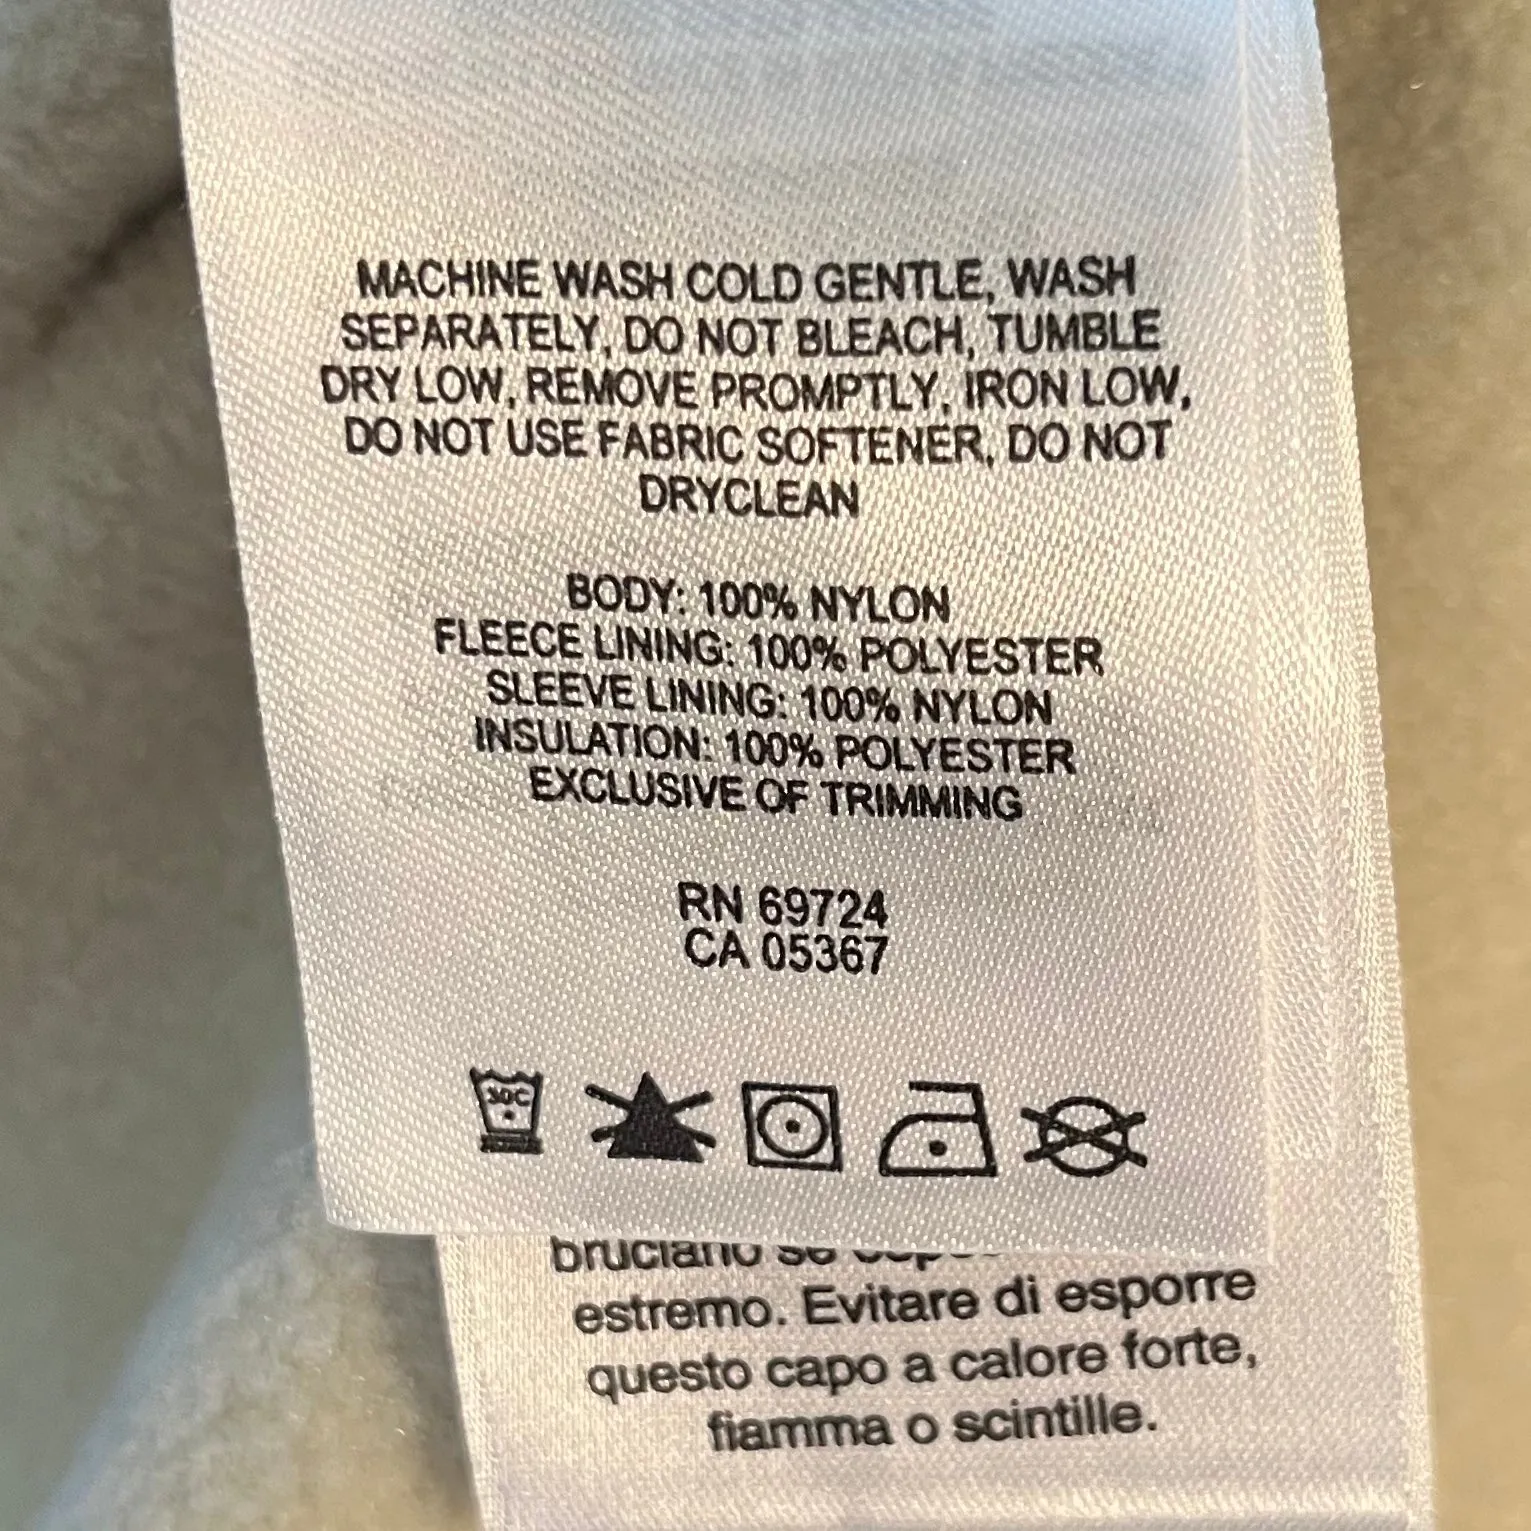 MACHINE WASH COLD GENTLE, WASH
SEPARATELY, DO NOT BLEACH, TUMBLE
DRY LOW, REMOVE PROMPTLY, IRON LOW,
DO NOT USE FABRIC SOFTENER, DO NOT
DRYCLEAN
BODY: 100% NYLON
FLEECE LINING: 100% POLYESTER
SLEEVE LINING: 100% NYLON
INSULATION: 100% POLYESTER
EXCLUSIVE OF TRIMMING
RN 69724
CA 05367
30C
bruciano se
estremo. Evitare di esporre
questo capo a calore forte,
fiamma o scintille.